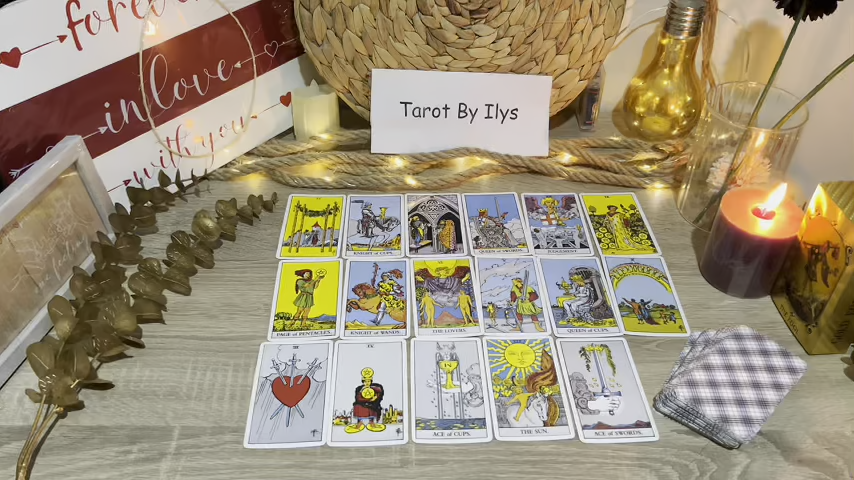 forever
in love
with you
Tarot By Ilys
KNIGHT OF CUPS.
QUEEN OF SWORDS.
JUDGEMENT.
PAGE OF PENTACLES.
KNIGHT OF WANDS.
THE LOVERS.
QUEEN OF CUPS.
ACE OF CUPS.
THE SUN.
ACE OF SWORDS.